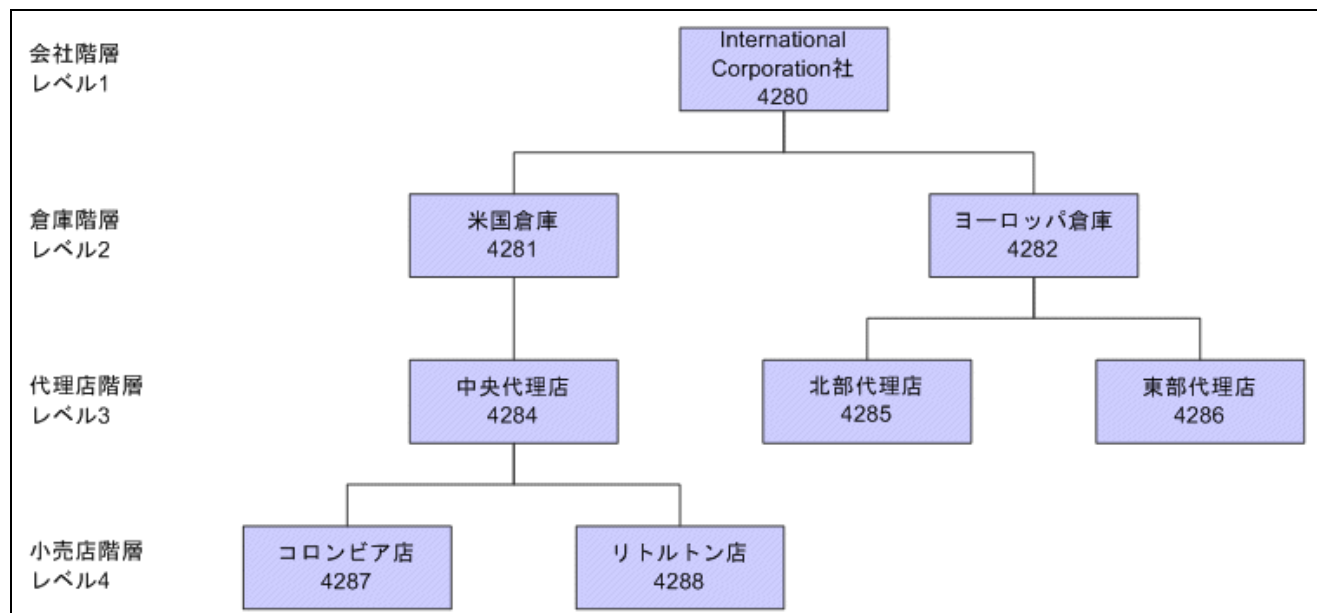 会社階層
レベル1
International
Corporation社
4280
倉庫階層
レベル2
米国倉庫
4281
ヨーロッパ倉庫
4282
代理店階層
レベル3
中央代理店
4284
北部代理店
4285
東部代理店
4286
小売店階層
レベル4
コロンビア店
4287
リトルトン店
4288